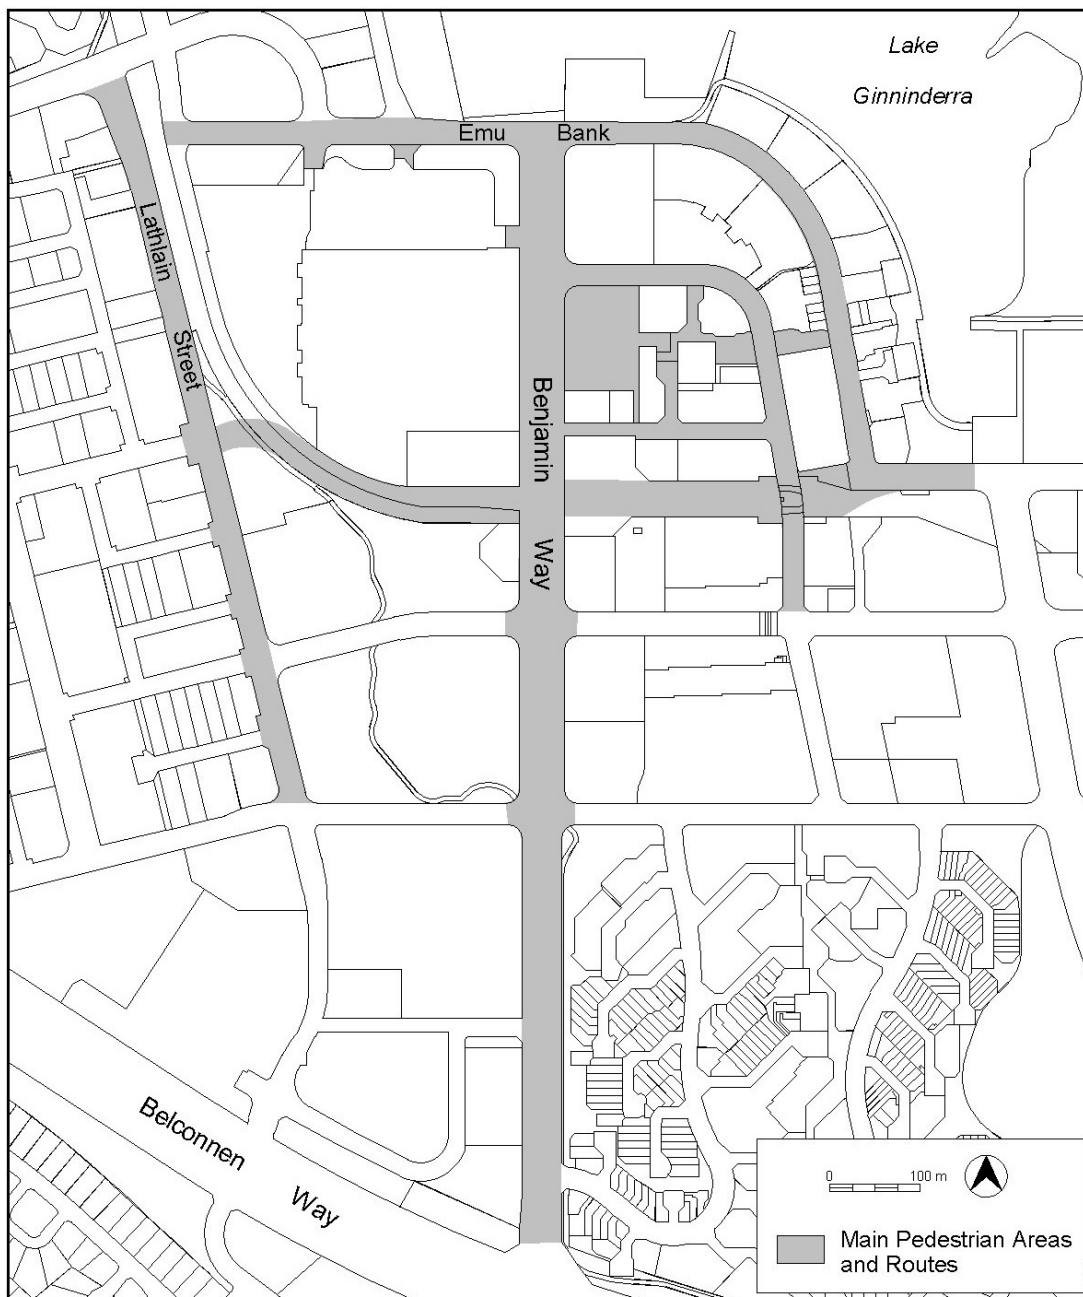 Lake
Ginninderra
Emu Bank
Lathlain
Street
Benjamin
Way
Belconnen
Way
0 100 m
Main Pedestrian Areas
and Routes